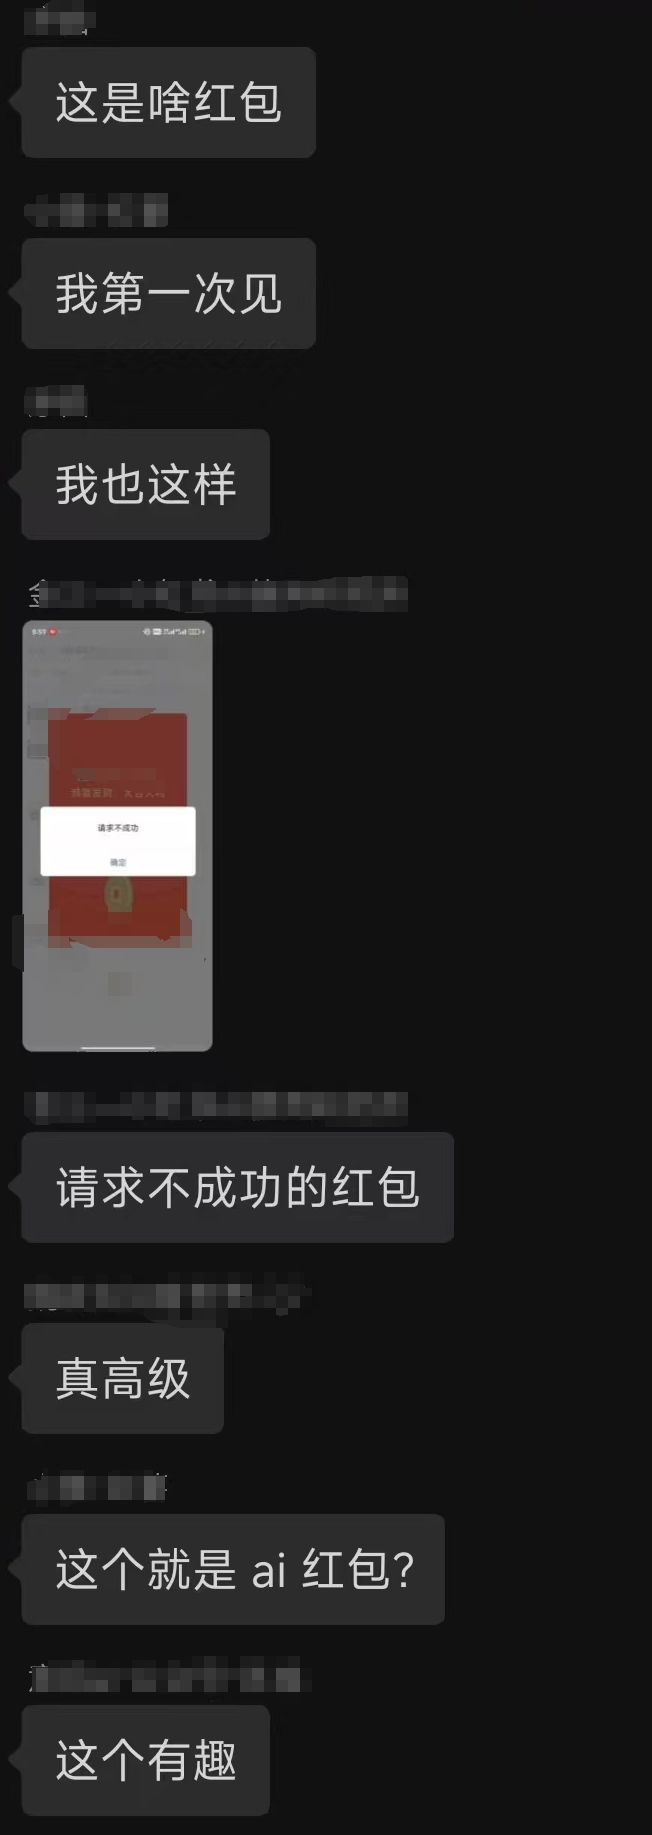 这是啥红包
我第一次见
我也这样
请求不成功
确定
请求不成功的红包
真高级
这个就是 ai 红包?
这个有趣